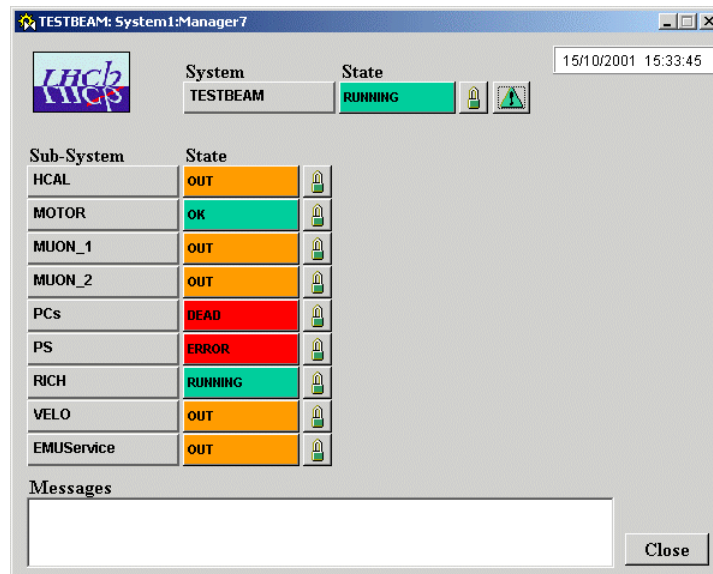 TESTBEAM: System1:Manager7
15/10/2001 15:33:45
LHCb
System State
TESTBEAM RUNNING
Sub-System State
HCAL OUT
MOTOR OK
MUON_1 OUT
MUON_2 OUT
PCs DEAD
PS ERROR
RICH RUNNING
VELO OUT
EMUService OUT
Messages
Close